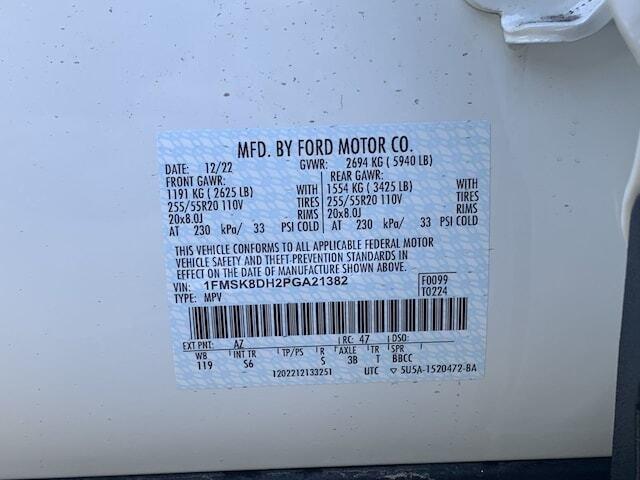 MFD. BY FORD MOTOR CO.
DATE: 12/22 GVWR: 2694 KG ( 5940 LB)
FRONT GAWR: REAR GAWR:
1191 KG ( 2625 LB) WITH 1554 KG ( 3425 LB) WITH
255/55R20 110V TIRES 255/55R20 110V TIRES
20x8.0J RIMS 20x8.0J RIMS
AT 230 kPa/ 33 PSI COLD AT 230 kPa/ 33 PSI COLD
THIS VEHICLE CONFORMS TO ALL APPLICABLE FEDERAL MOTOR
VEHICLE SAFETY AND THEFT PREVENTION STANDARDS IN
EFFECT ON THE DATE OF MANUFACTURE SHOWN ABOVE.
VIN: 1FMSK8DH2PGA21382 F0099
TYPE: MPV T0224
EXT PNT: AZ RC: 47 DSO:
WB INT TR TP/PS R AXLE TR SPR
119 S6 S 3B T BBCC
1202212133251 UTC ▽ 5U5A-1520472-BA